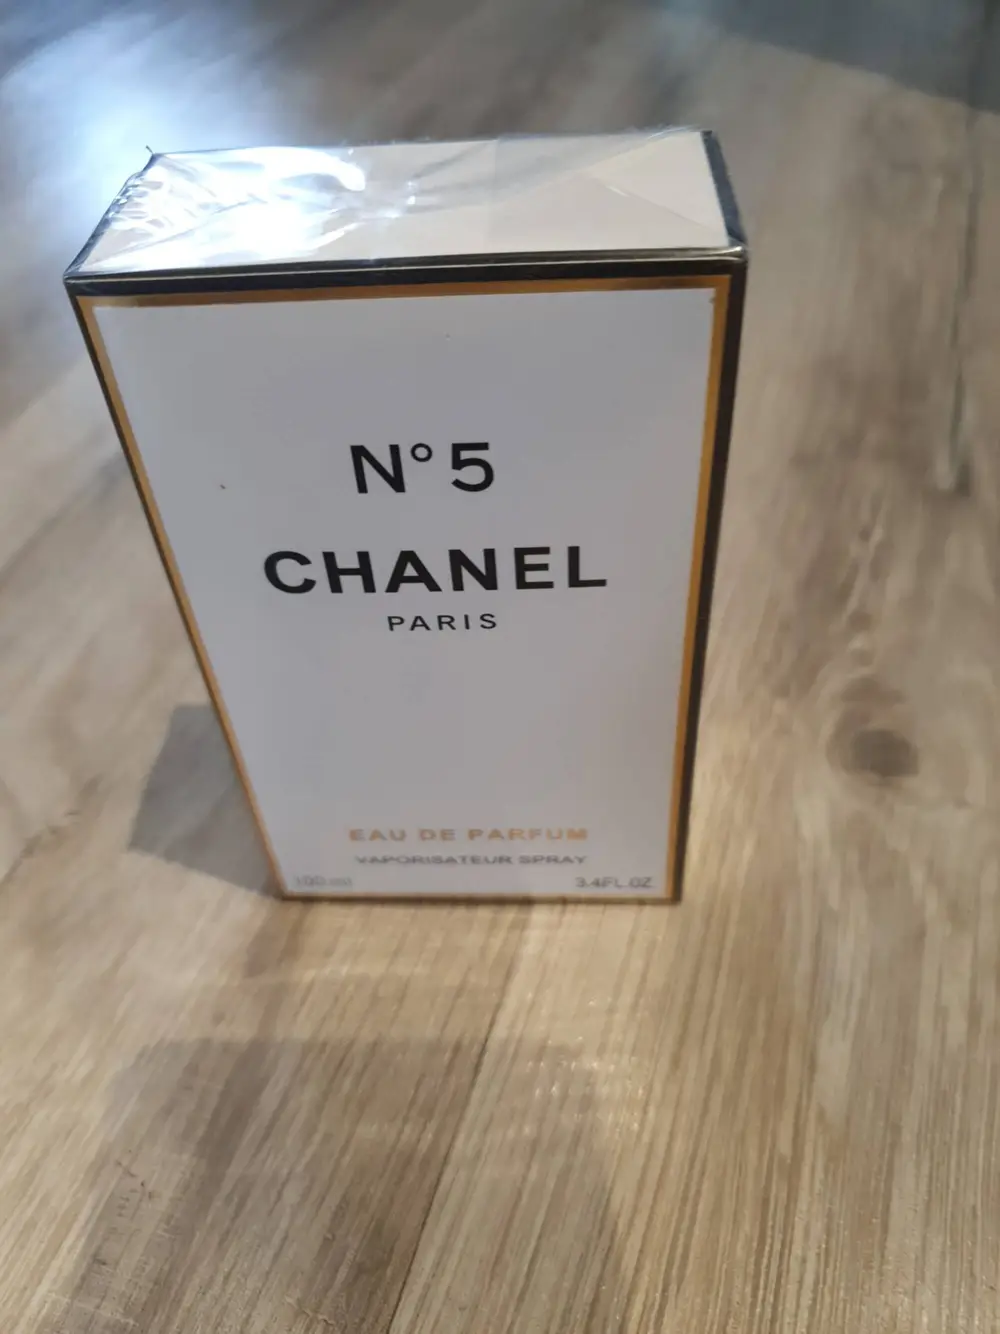 N° 5
CHANEL
PARIS
EAU DE PARFUM
VAPORISATEUR SPRAY
100 ml 3.4FL.OZ